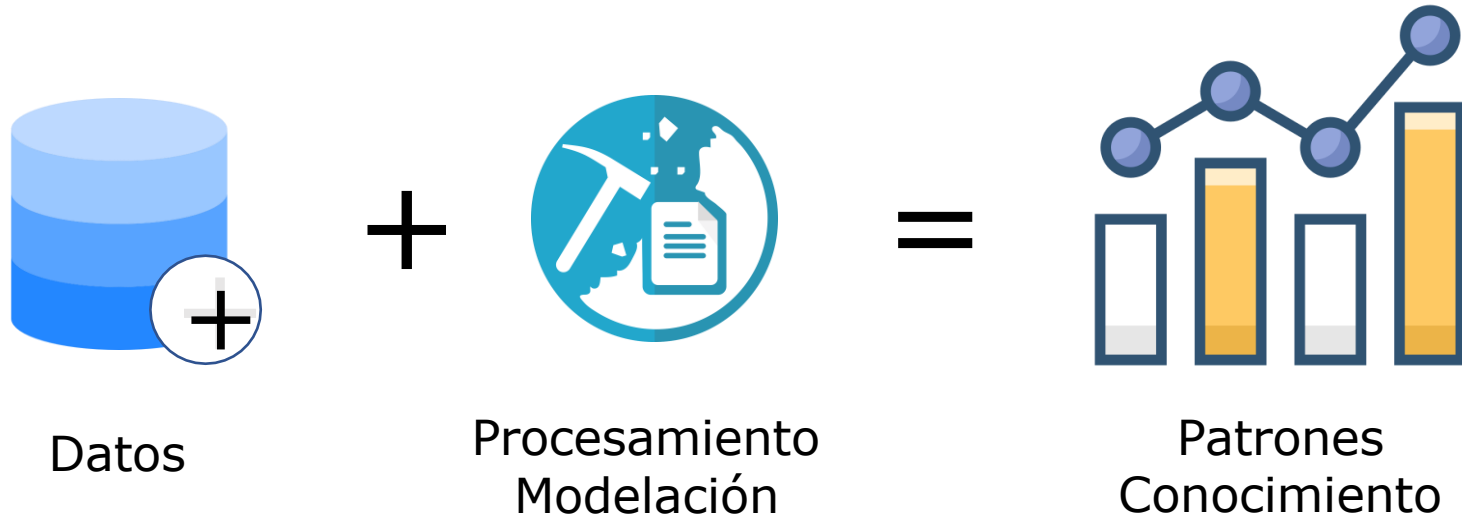 +
=
+
Datos
Procesamiento
Modelación
Patrones
Conocimiento